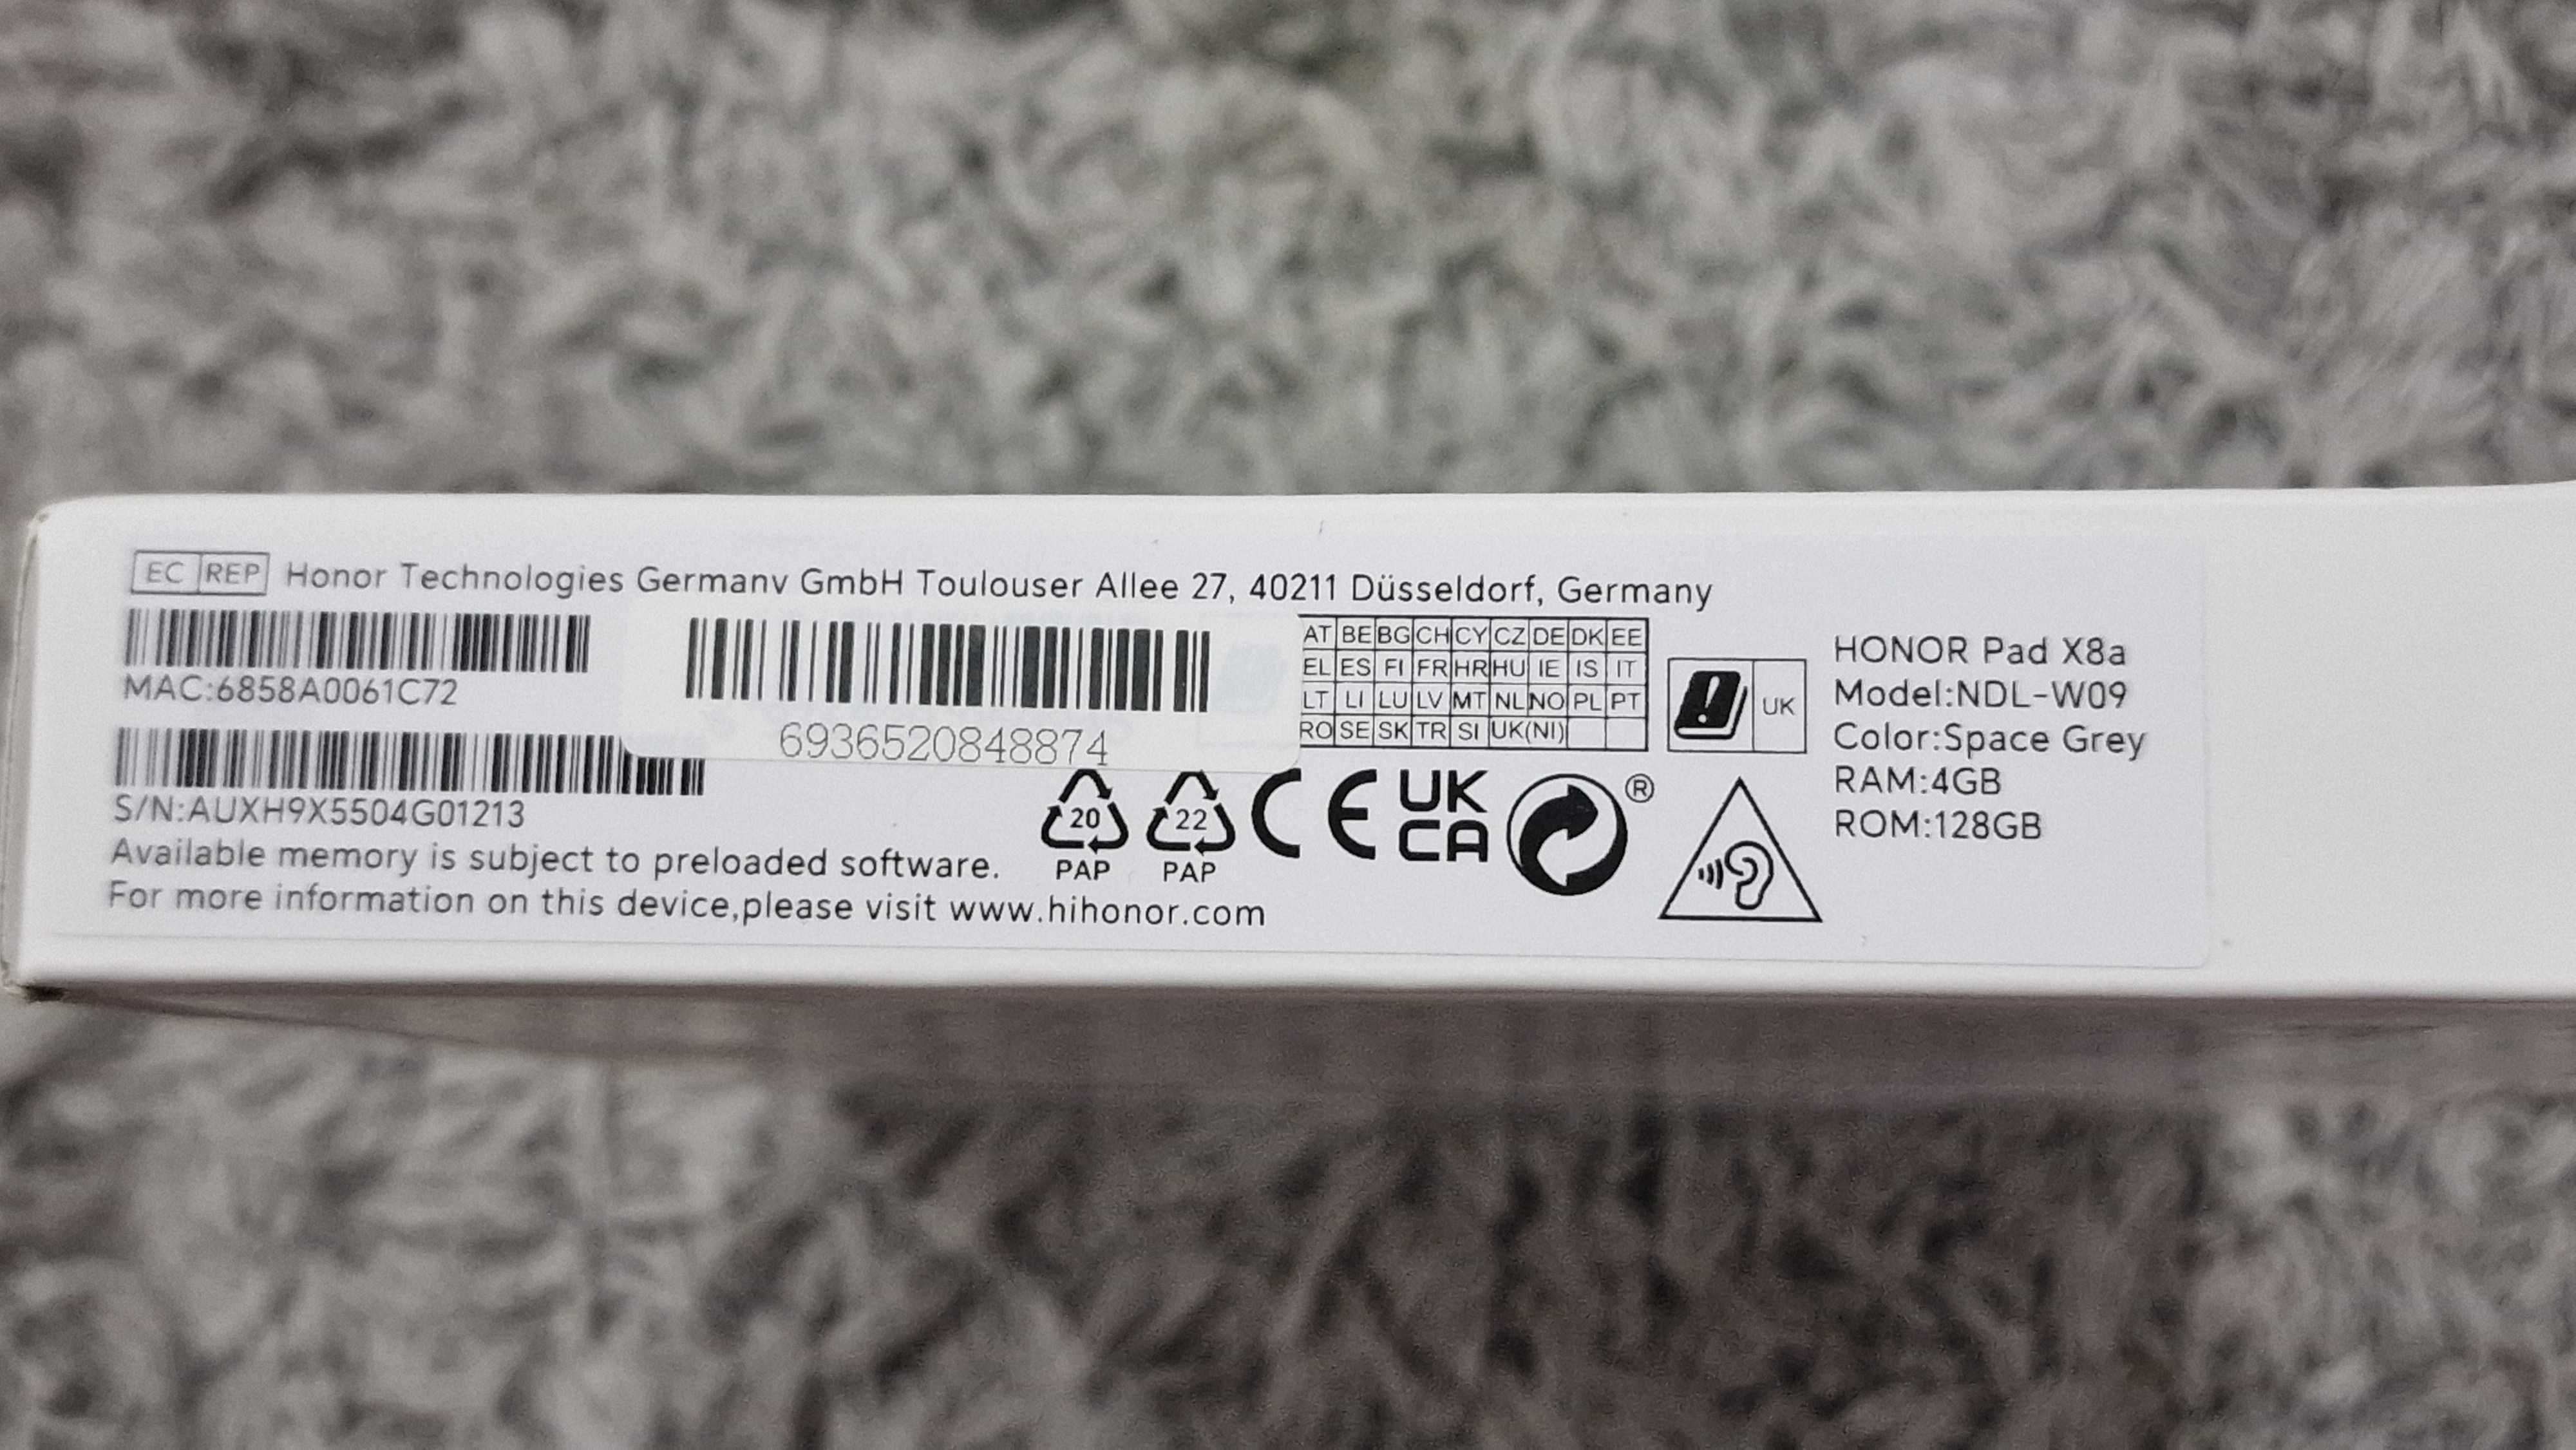 EC REP Honor Technologies Germany GmbH Toulouser Allee 27, 40211 Düsseldorf, Germany
MAC:6858A0061C72
6936520848874
S/N:AUXH9X5504G01213
Available memory is subject to preloaded software.
For more information on this device,please visit www.hihonor.com
AT BE BG CH CY CZ DE DK EE
EL ES FI FR HR HU IE IS IT
LT LI LU LV MT NL NO PL PT
RO SE SK TR SI UK(NI)
UK
20
PAP
22
PAP
CE
UK
CA
®
HONOR Pad X8a
Model:NDL-W09
Color:Space Grey
RAM:4GB
ROM:128GB